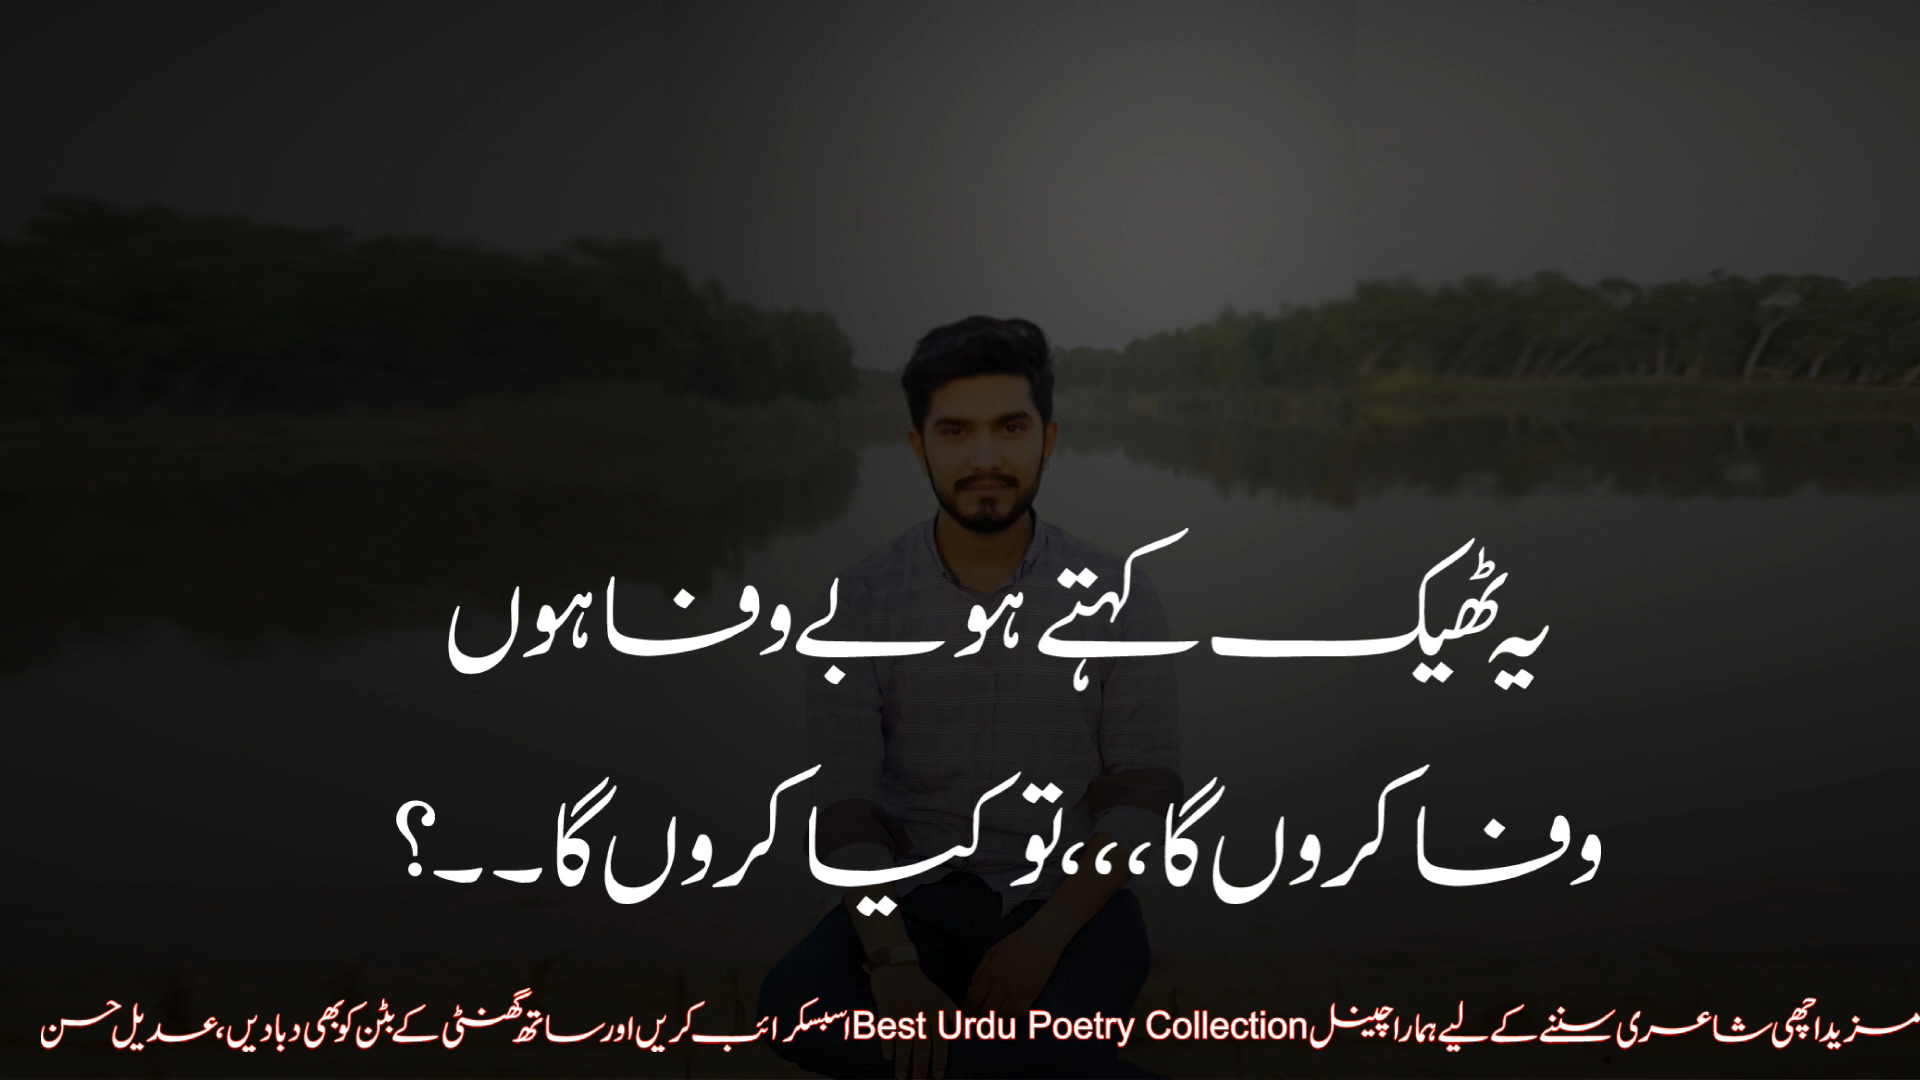 یہ ٹھیک کہتے ہو بے وفا ہوں
وفا کروں گا،،،تو کیا کروں گا۔۔؟
مزید اچھی شاعری سننے کے لیے ہمارا چینل Best Urdu Poetry Collection اسبسکرائب کریں اور ساتھ گھنٹی کے بٹن کو بھی دبا دیں، عدیل حسن